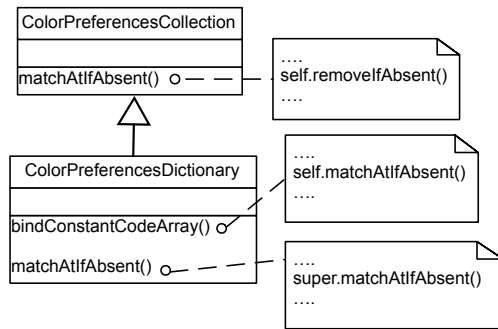 ColorPreferencesCollection
matchAtIfAbsent()
....
self.removeIfAbsent()
....
ColorPreferencesDictionary
bindConstantCodeArray()
matchAtIfAbsent()
....
self.matchAtIfAbsent()
....
....
super.matchAtIfAbsent()
....